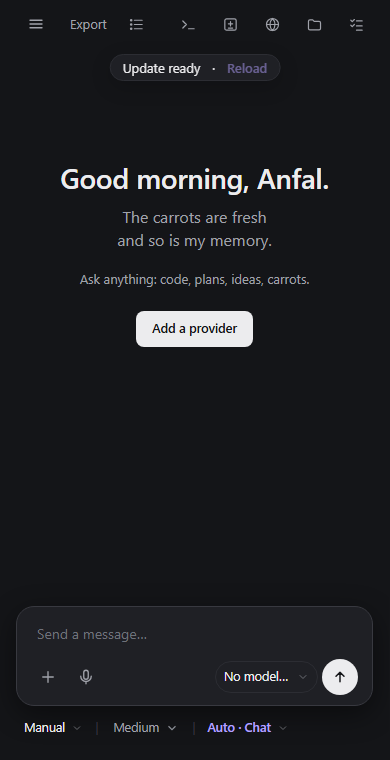 Export
Update ready · Reload
Good morning, Anfal.
The carrots are fresh
and so is my memory.
Ask anything: code, plans, ideas, carrots.
Add a provider
Send a message...
No model...
Manual | Medium | Auto · Chat